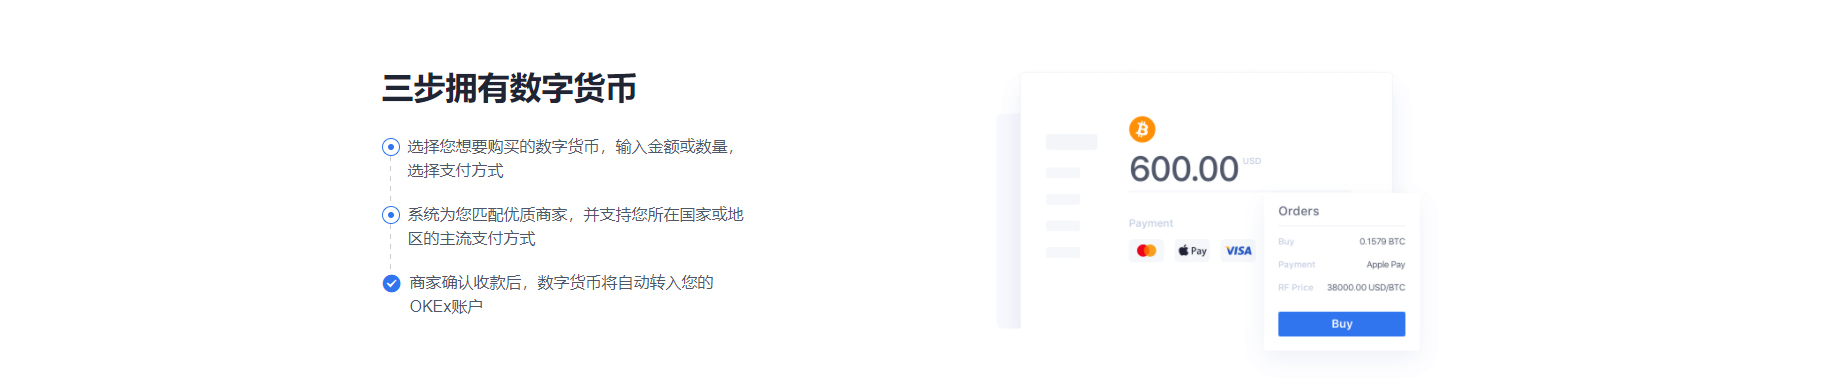 三步拥有数字货币
选择您想要购买的数字货币，输入金额或数量，
选择支付方式
系统为您匹配优质商家，并支持您所在国家或地
区的主流支付方式
商家确认收款后，数字货币将自动转入您的
OKEx账户
600.00 USD
Payment
Pay VISA
Orders
Buy 0.1579 BTC
Payment Apple Pay
RF Price 38000.00 USD/BTC
Buy